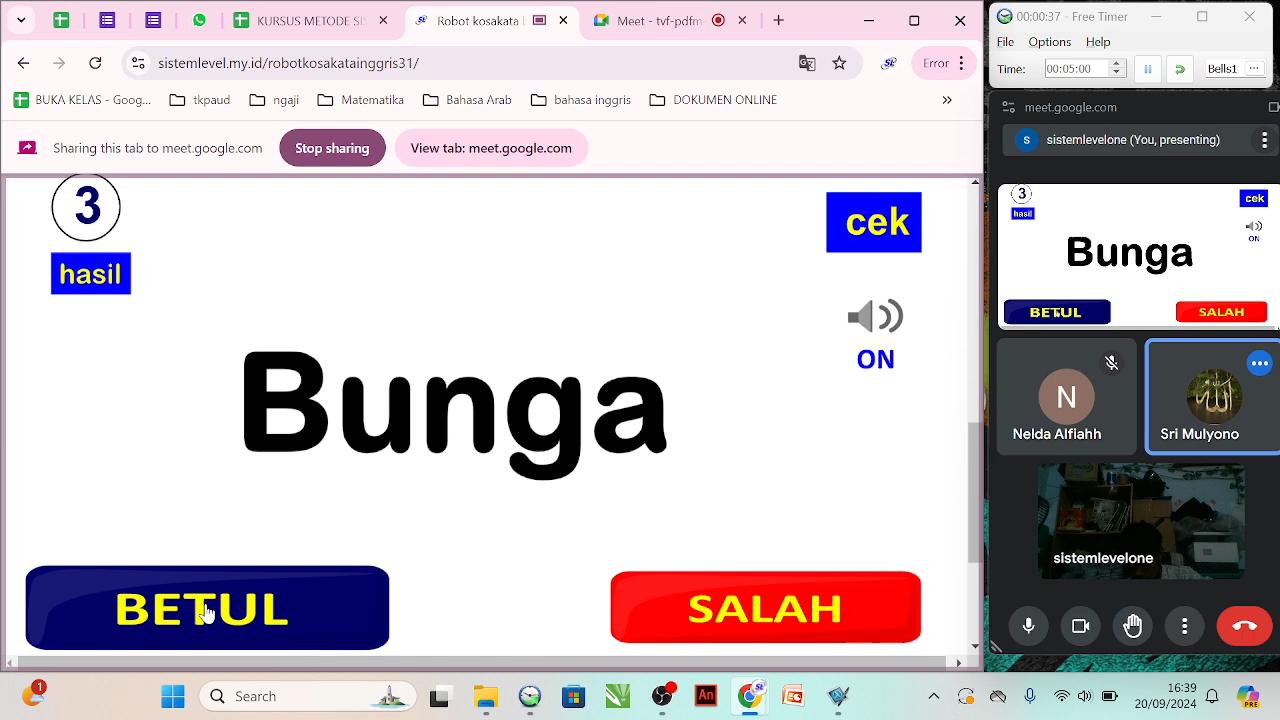 KURSUS METODE SI
Robot kosakata
Meet - tvf-pdfm
sistemlevel.my.id/robotkosakatainggris31/
Error
BUKA KELAS - Goog...
tkpaud
ngaji
Matematika
bahasa inggris
DOKUMEN ONLINE
»
Sharing this tab to meet.google.com
Stop sharing
View tab: meet.google.com
3
hasil
cek
ON
Bunga
BETUL
SALAH
00:00:37 - Free Timer
File Options Help
Time: 00:05:00 Bells1 ...
meet.google.com
s sistemlevelone (You, presenting)
3
hasil
cek
ON
Bunga
BETUL
SALAH
N
Nelda Alfiahh
Sri Mulyono
sistemlevelone
1
Search
An
PRE
16:39
20/09/2024